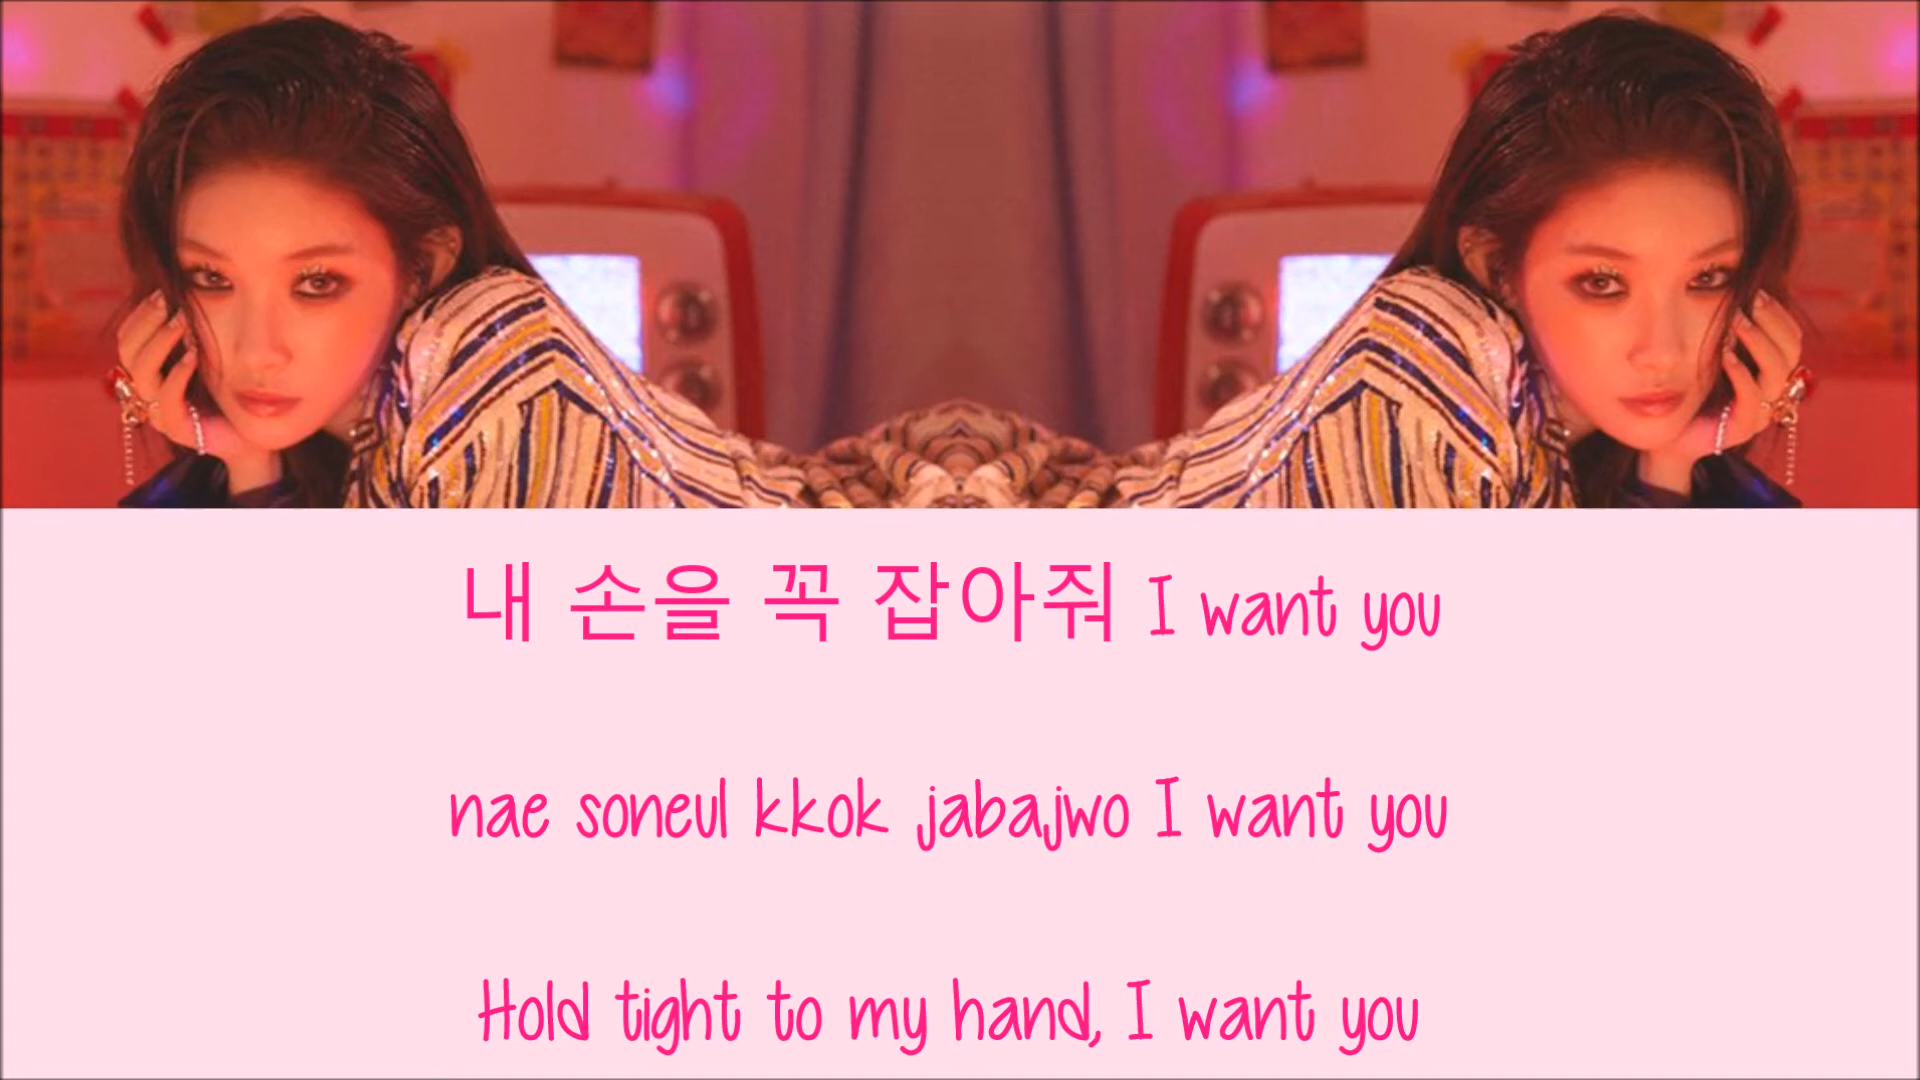 내 손을 꼭 잡아줘 I want you
nae soneul kkok jabajwo I want you
Hold tight to my hand, I want you